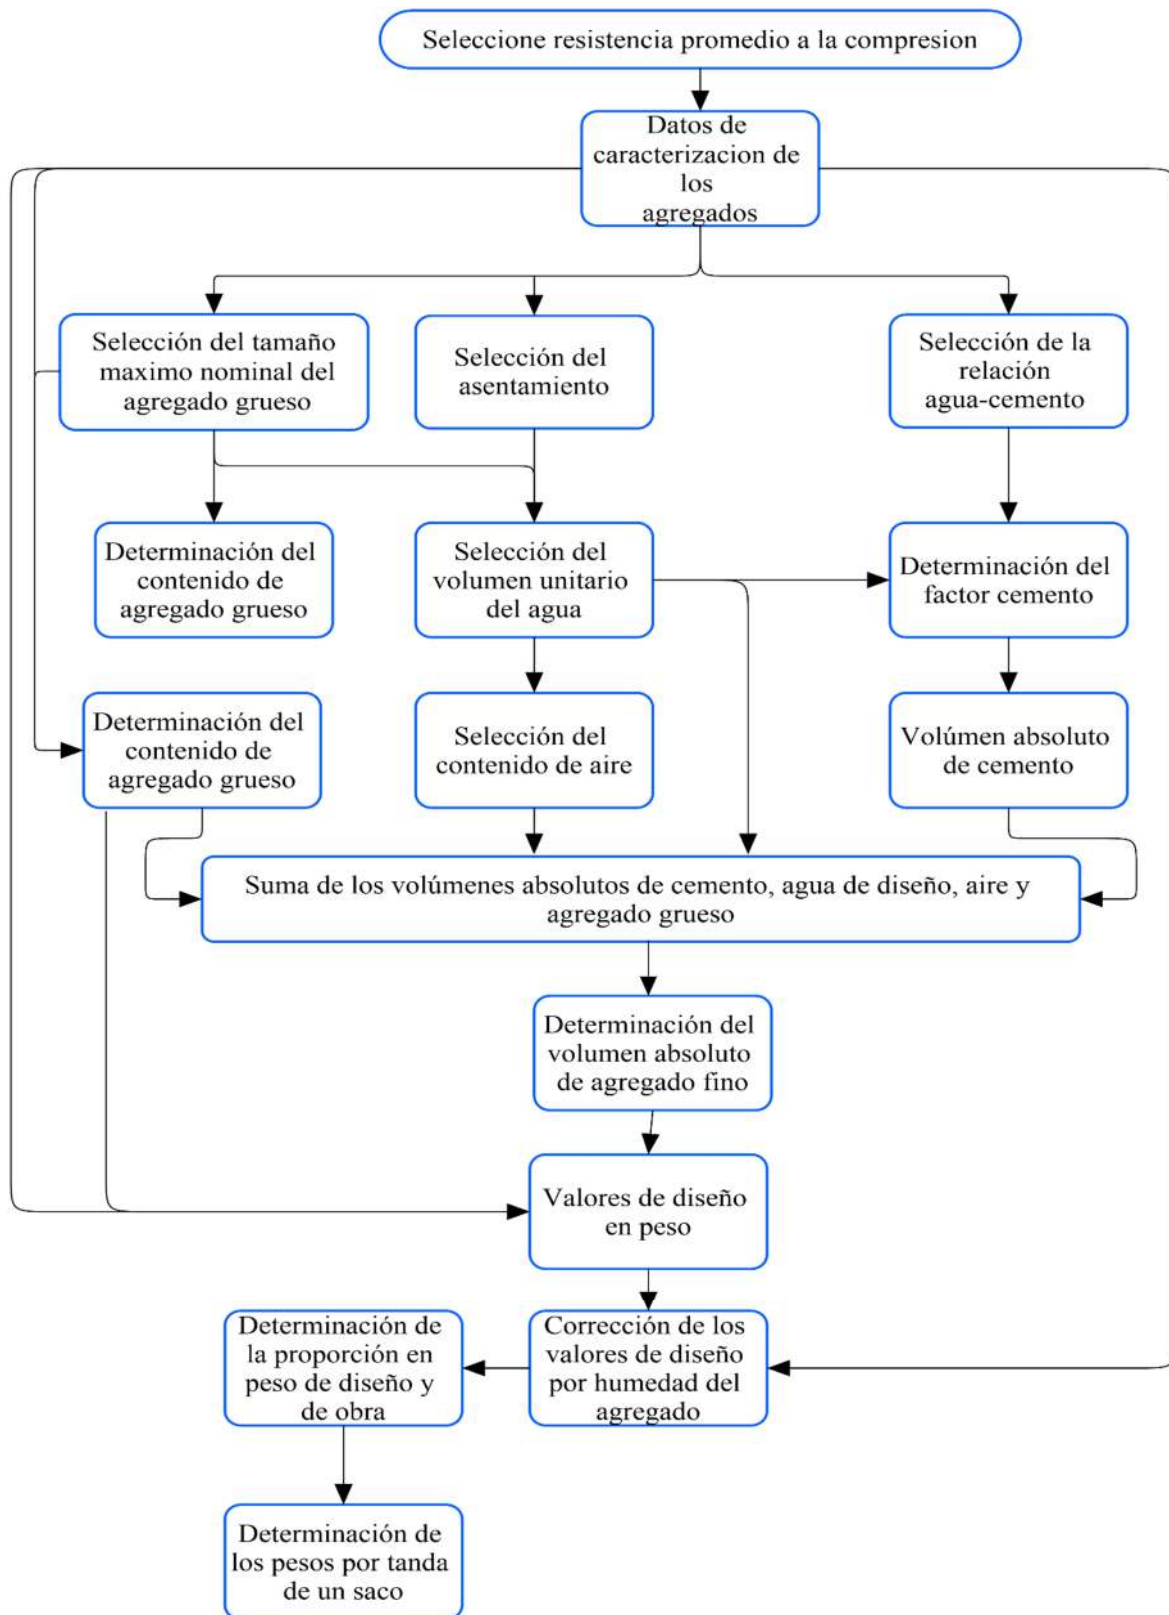 Seleccione resistencia promedio a la compresion
Datos de
caracterizacion de
los
agregados
Selección del tamaño
maximo nominal del
agregado grueso
Selección del
asentamiento
Selección de la
relación
agua-cemento
Determinación del
contenido de
agregado grueso
Selección del
volumen unitario
del agua
Determinación del
factor cemento
Determinación del
contenido de
agregado grueso
Selección del
contenido de aire
Volúmen absoluto
de cemento
Suma de los volúmenes absolutos de cemento, agua de diseño, aire y
agregado grueso
Determinación del
volumen absoluto
de agregado fino
Valores de diseño
en peso
Determinación de
la proporción en
peso de diseño y
de obra
Corrección de los
valores de diseño
por humedad del
agregado
Determinación de
los pesos por tanda
de un saco